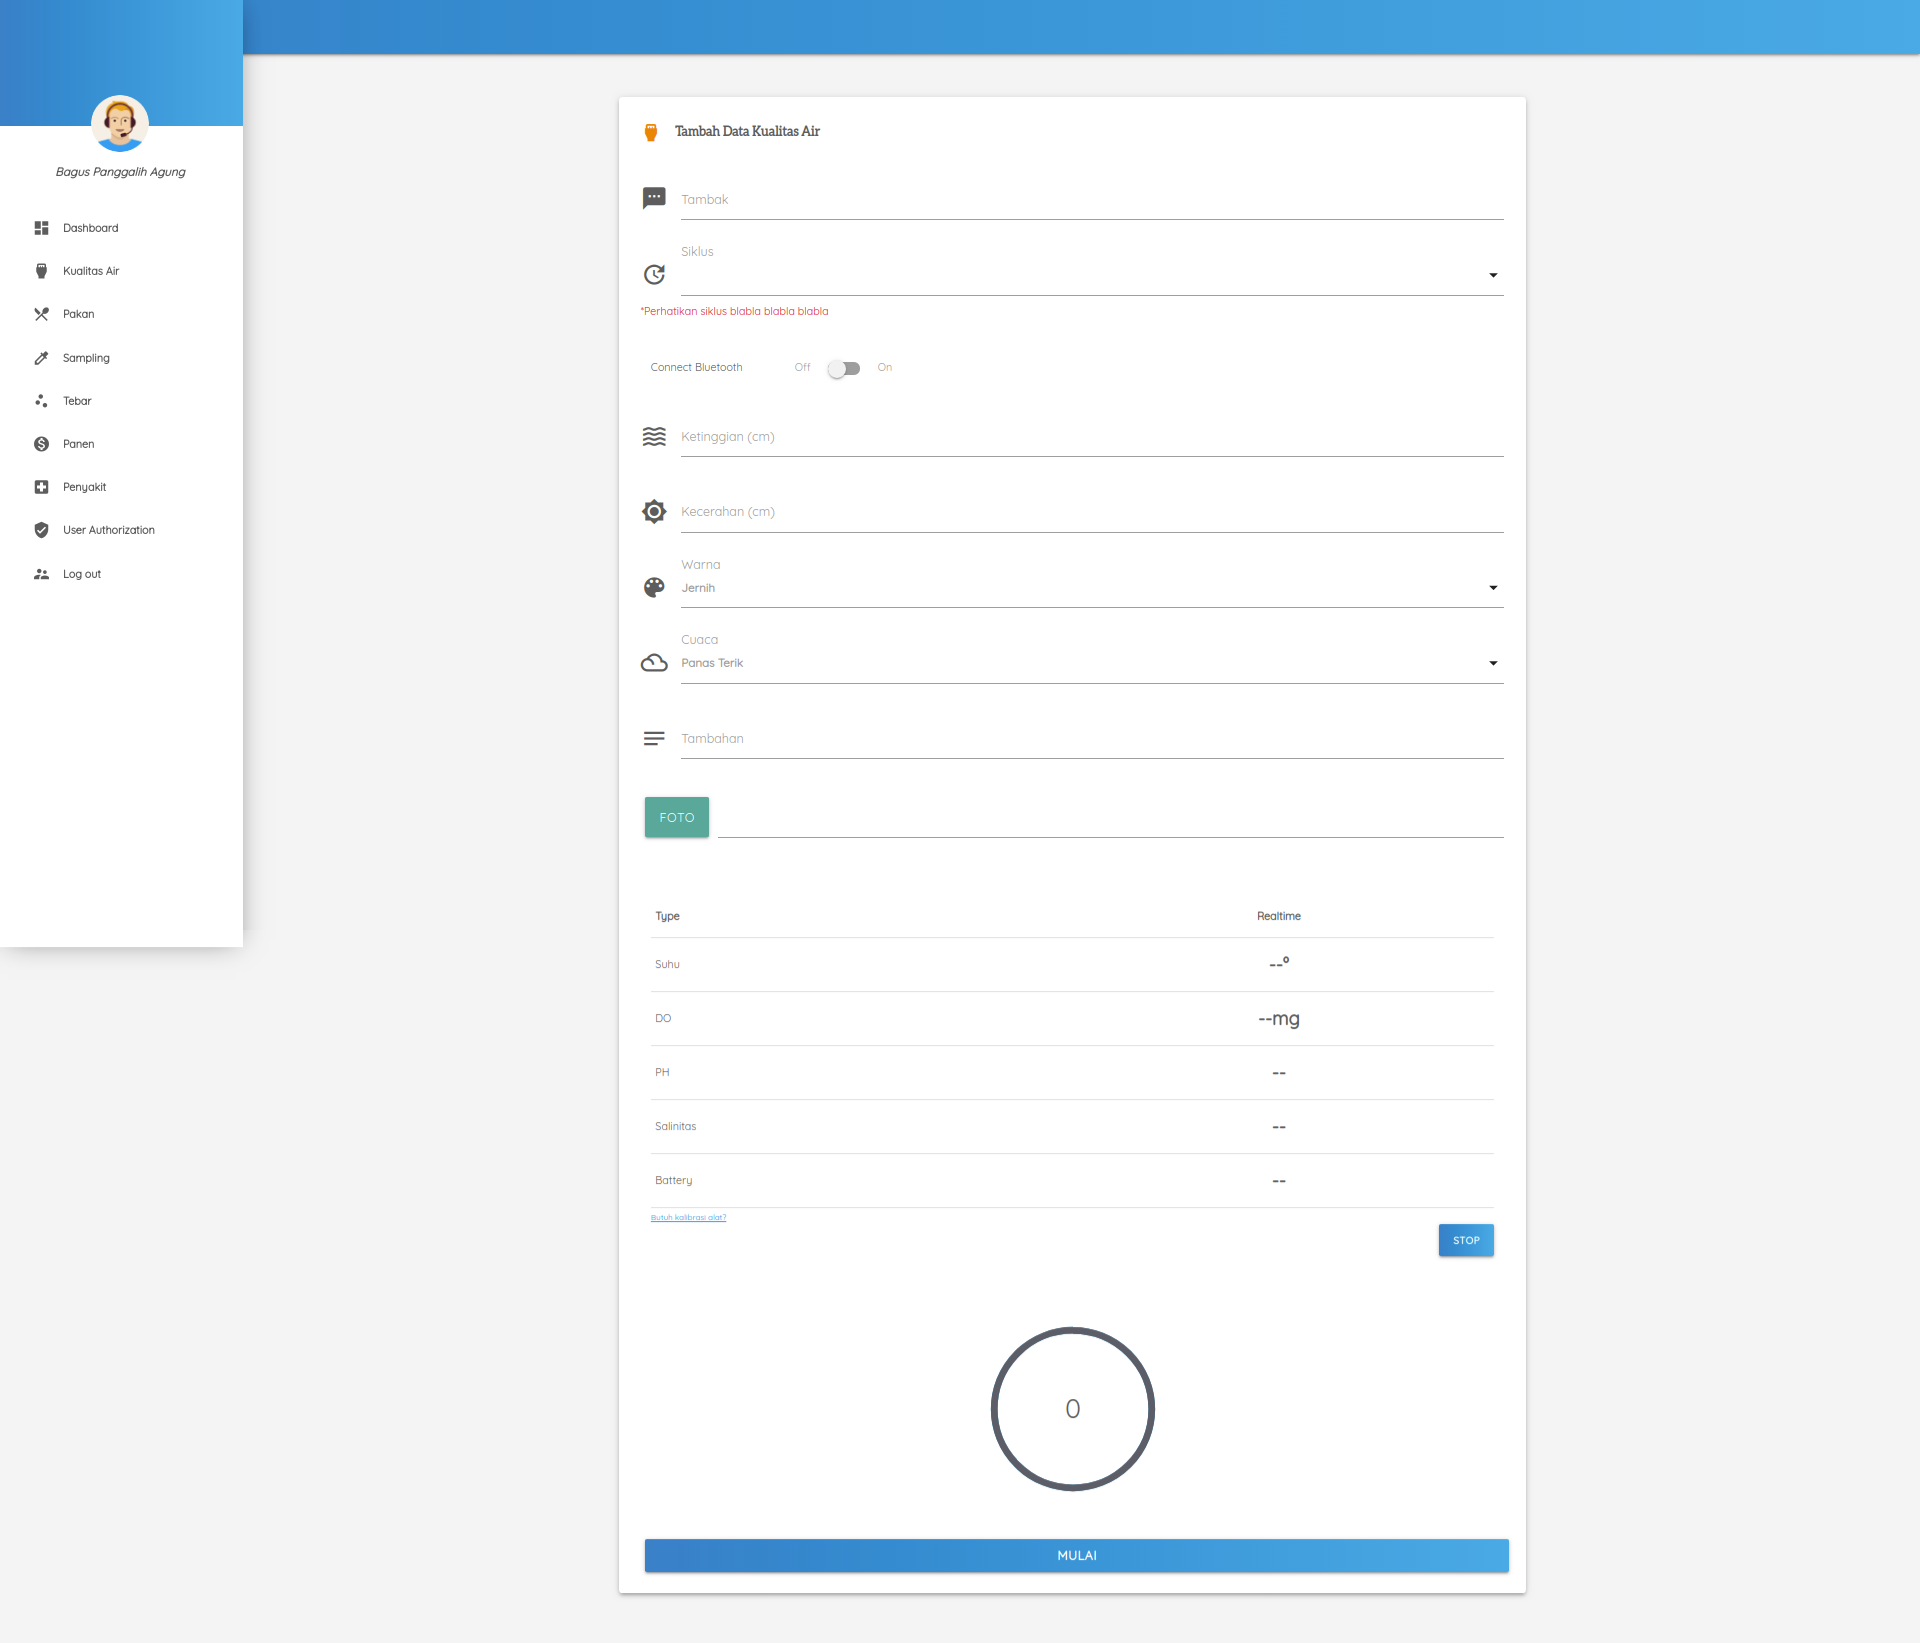 Bagus Panggalih Agung
Dashboard
Kualitas Air
Pakan
Sampling
Tebar
Panen
Penyakit
User Authorization
Log out
Tambah Data Kualitas Air
Tambak
Siklus
*Perhatikan siklus blabla blabla blabla
Connect Bluetooth Off On
Ketinggian (cm)
Kecerahan (cm)
Warna
Jernih
Cuaca
Panas Terik
Tambahan
FOTO
Type Realtime
Suhu --°
DO --mg
PH --
Salinitas --
Battery --
Butuh kalibrasi alat?
STOP
0
MULAI